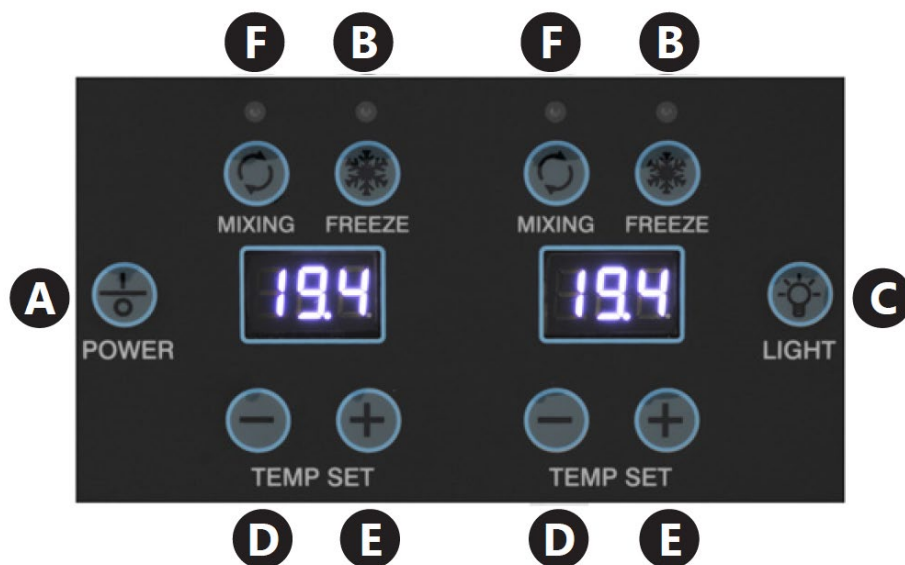 F B F B
MIXING FREEZE MIXING FREEZE
19.4 19.4
A C
POWER LIGHT
TEMP SET TEMP SET
D E D E